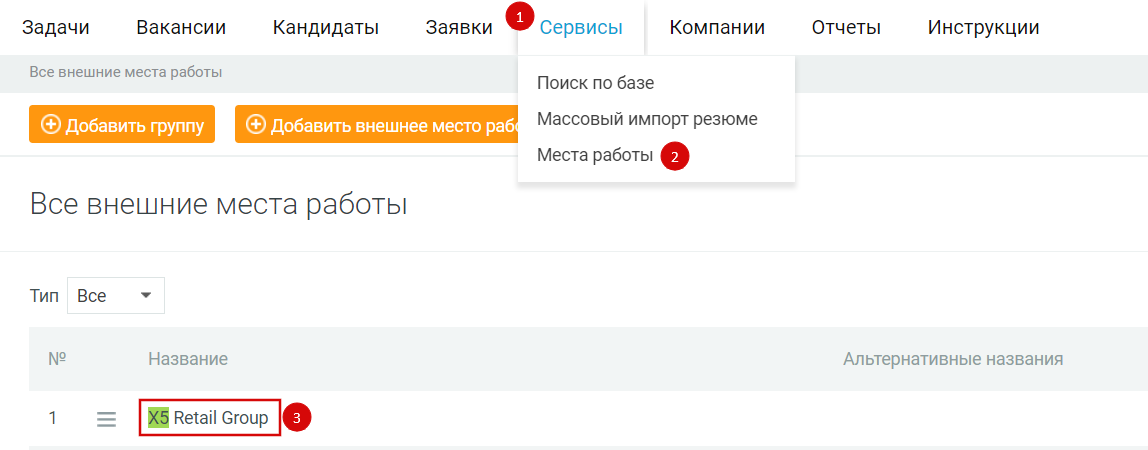 Задачи Вакансии Кандидаты Заявки 1 Сервисы Компании Отчеты Инструкции
Все внешние места работы
Поиск по базе
Добавить группу Добавить внешнее место рабо
Массовый импорт резюме
Места работы 2
Все внешние места работы
Тип Все
№ Название Альтернативные названия
1 X5 Retail Group 3